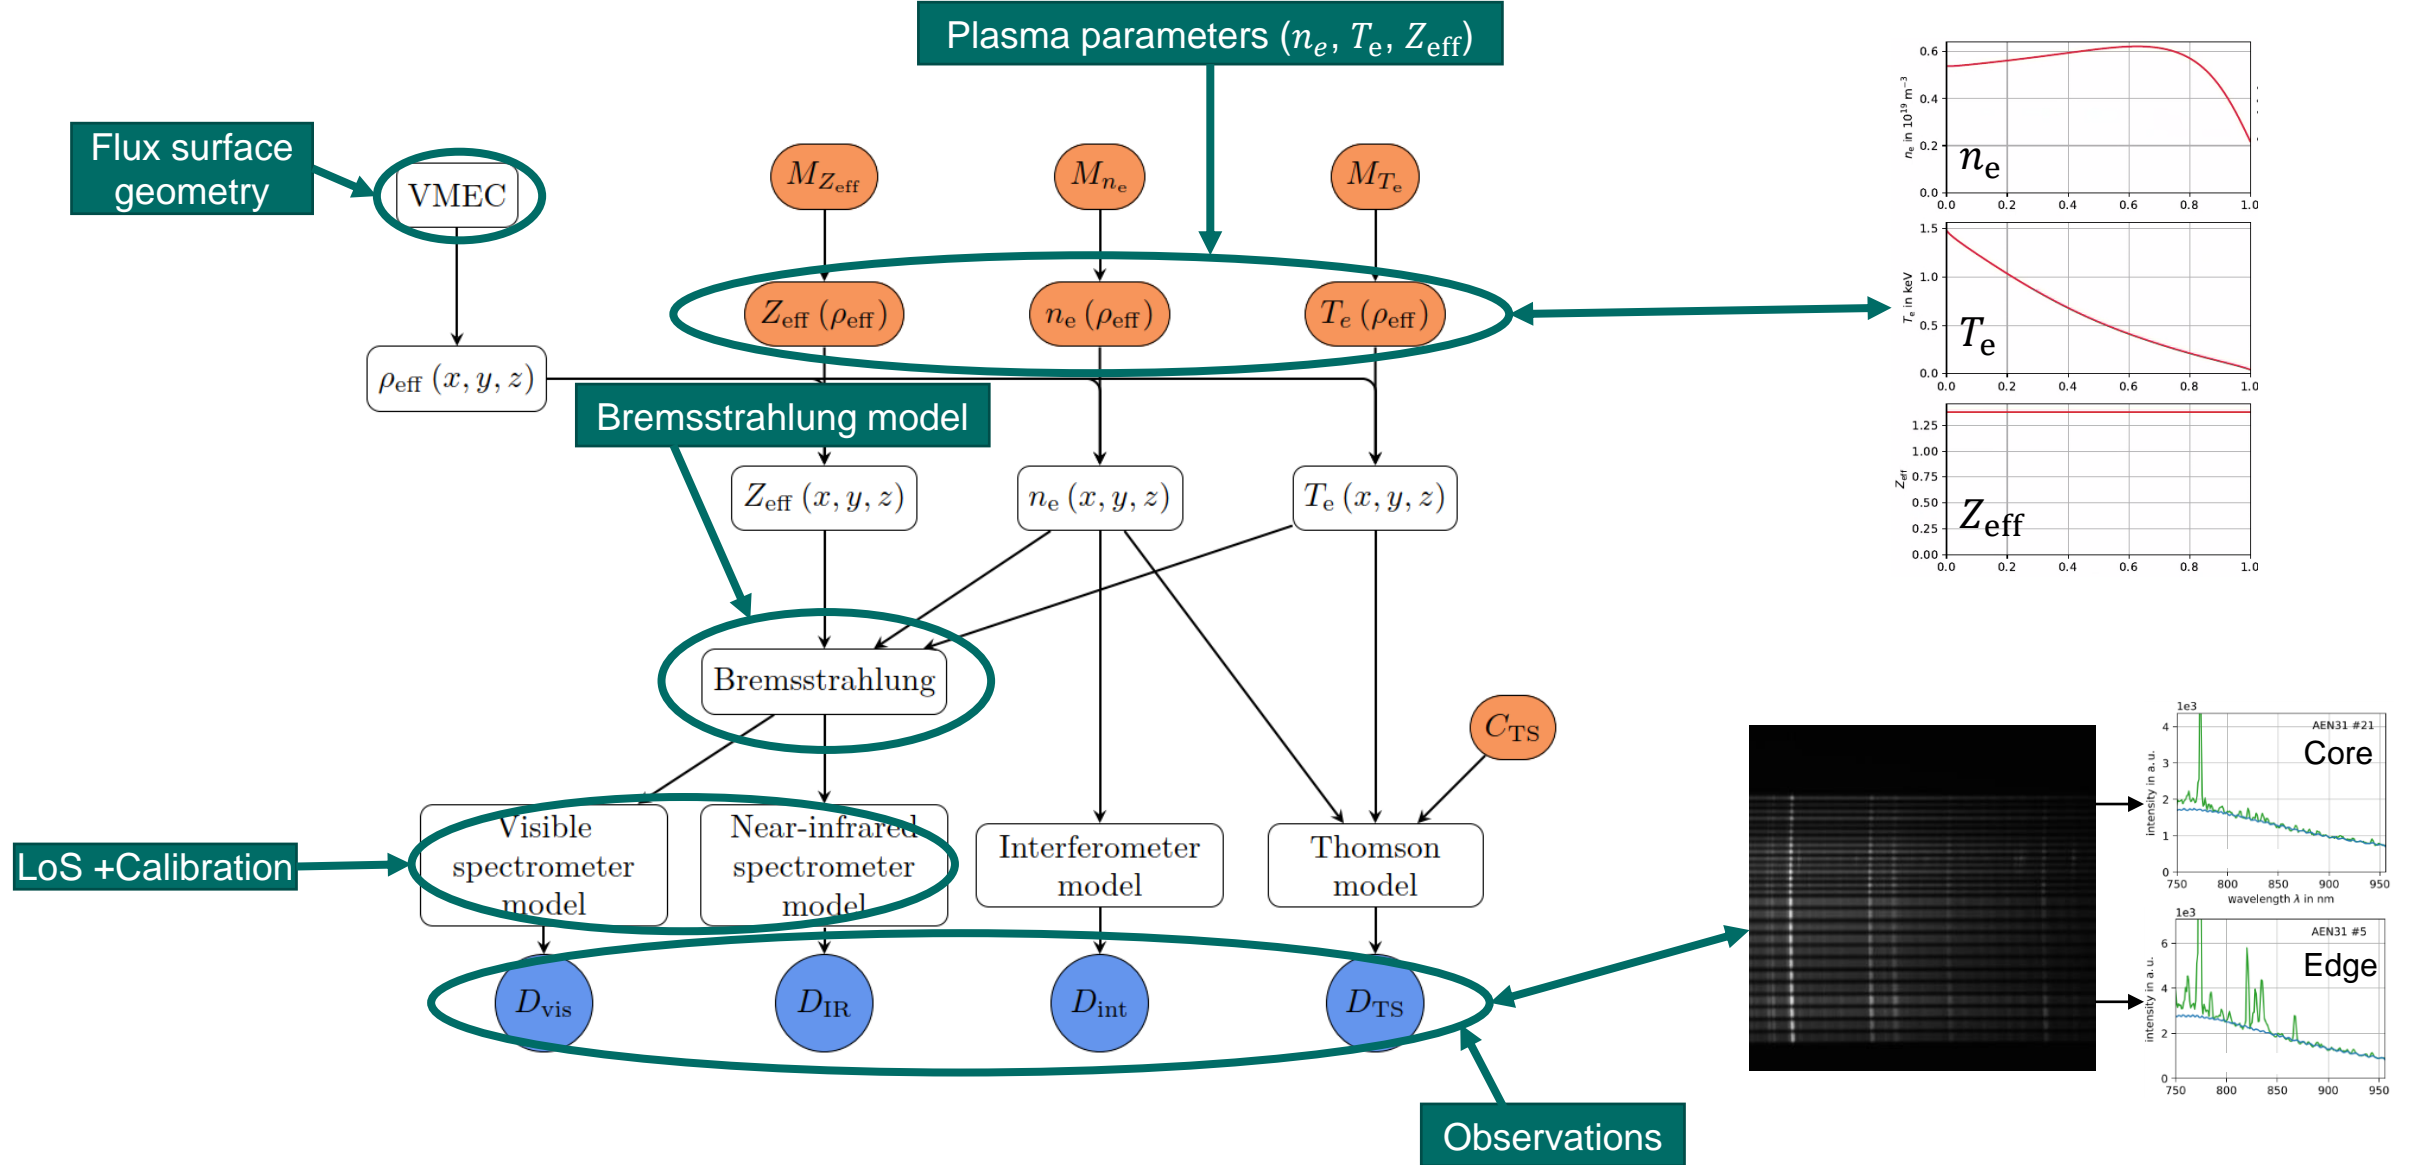 Plasma parameters (nₑ, Tₑ, Z_eff)
Flux surface
geometry
VMEC
M_Zeff
M_ne
M_Te
Z_eff (ρ_eff)
n_e (ρ_eff)
T_e (ρ_eff)
ρ_eff (x, y, z)
Bremsstrahlung model
Z_eff (x, y, z)
n_e (x, y, z)
T_e (x, y, z)
Bremsstrahlung
C_TS
LoS +Calibration
Visible
spectrometer
model
Near-infrared
spectrometer
model
Interferometer
model
Thomson
model
D_vis
D_IR
D_int
D_TS
Observations
n_e in 10¹⁹ m⁻³
0.6
0.4
0.2
0.0
n_e
0.0 0.2 0.4 0.6 0.8 1.0
T_e in keV
1.5
1.0
0.5
0.0
T_e
0.0 0.2 0.4 0.6 0.8 1.0
Z_eff
1.25
1.00
0.75
0.50
0.25
0.00
Z_eff
0.0 0.2 0.4 0.6 0.8 1.0
1e3
AEN31 #21
Core
intensity in a. u.
4
3
2
1
0
750 800 850 900 950
wavelength λ in nm
1e3
AEN31 #5
Edge
intensity in a. u.
6
4
2
0
750 800 850 900 950